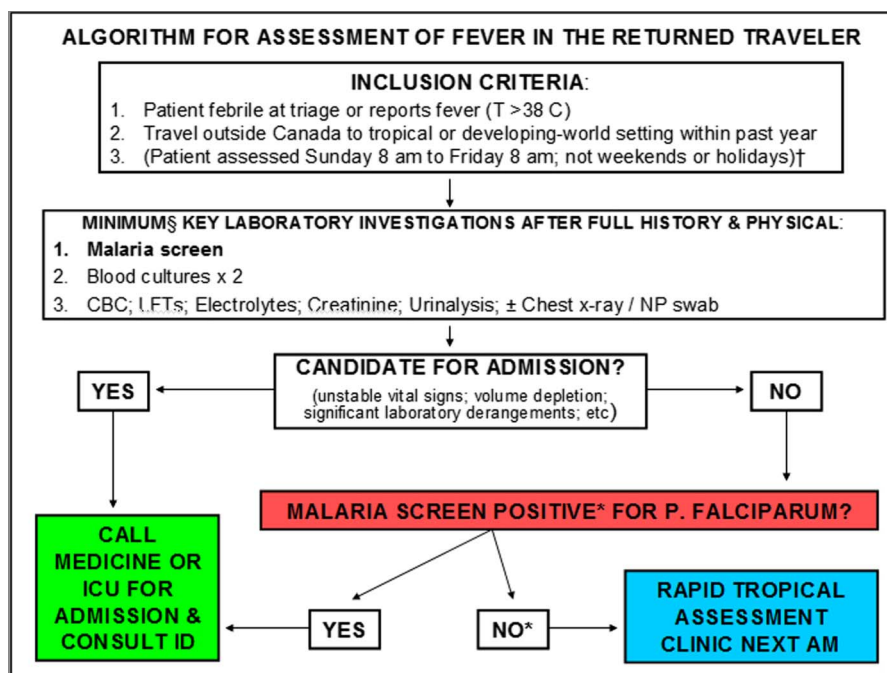 ALGORITHM FOR ASSESSMENT OF FEVER IN THE RETURNED TRAVELER
INCLUSION CRITERIA:
1. Patient febrile at triage or reports fever (T >38 C)
2. Travel outside Canada to tropical or developing-world setting within past year
3. (Patient assessed Sunday 8 am to Friday 8 am; not weekends or holidays)†
MINIMUM§ KEY LABORATORY INVESTIGATIONS AFTER FULL HISTORY & PHYSICAL:
1. Malaria screen
2. Blood cultures x 2
3. CBC; LFTs; Electrolytes; Creatinine; Urinalysis; ± Chest x-ray / NP swab
CANDIDATE FOR ADMISSION?
(unstable vital signs; volume depletion;
significant laboratory derangements; etc)
YES
NO
MALARIA SCREEN POSITIVE* FOR P. FALCIPARUM?
CALL
MEDICINE OR
ICU FOR
ADMISSION &
CONSULT ID
YES
NO*
RAPID TROPICAL
ASSESSMENT
CLINIC NEXT AM